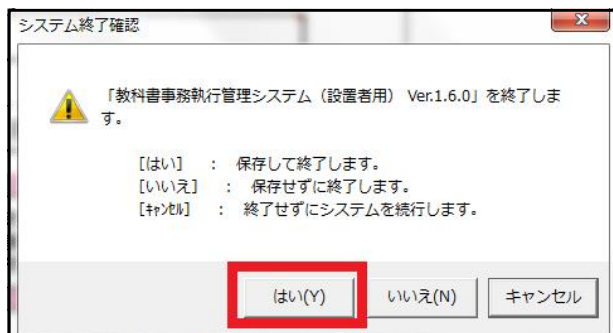 システム終了確認
「教科書事務執行管理システム（設置者用） Ver.1.6.0」を終了しま
す。
［はい］ ： 保存して終了します。
［いいえ］ ： 保存せずに終了します。
［ｷｬﾝｾﾙ］ ： 終了せずにシステムを続行します。
はい(Y) いいえ(N) キャンセル